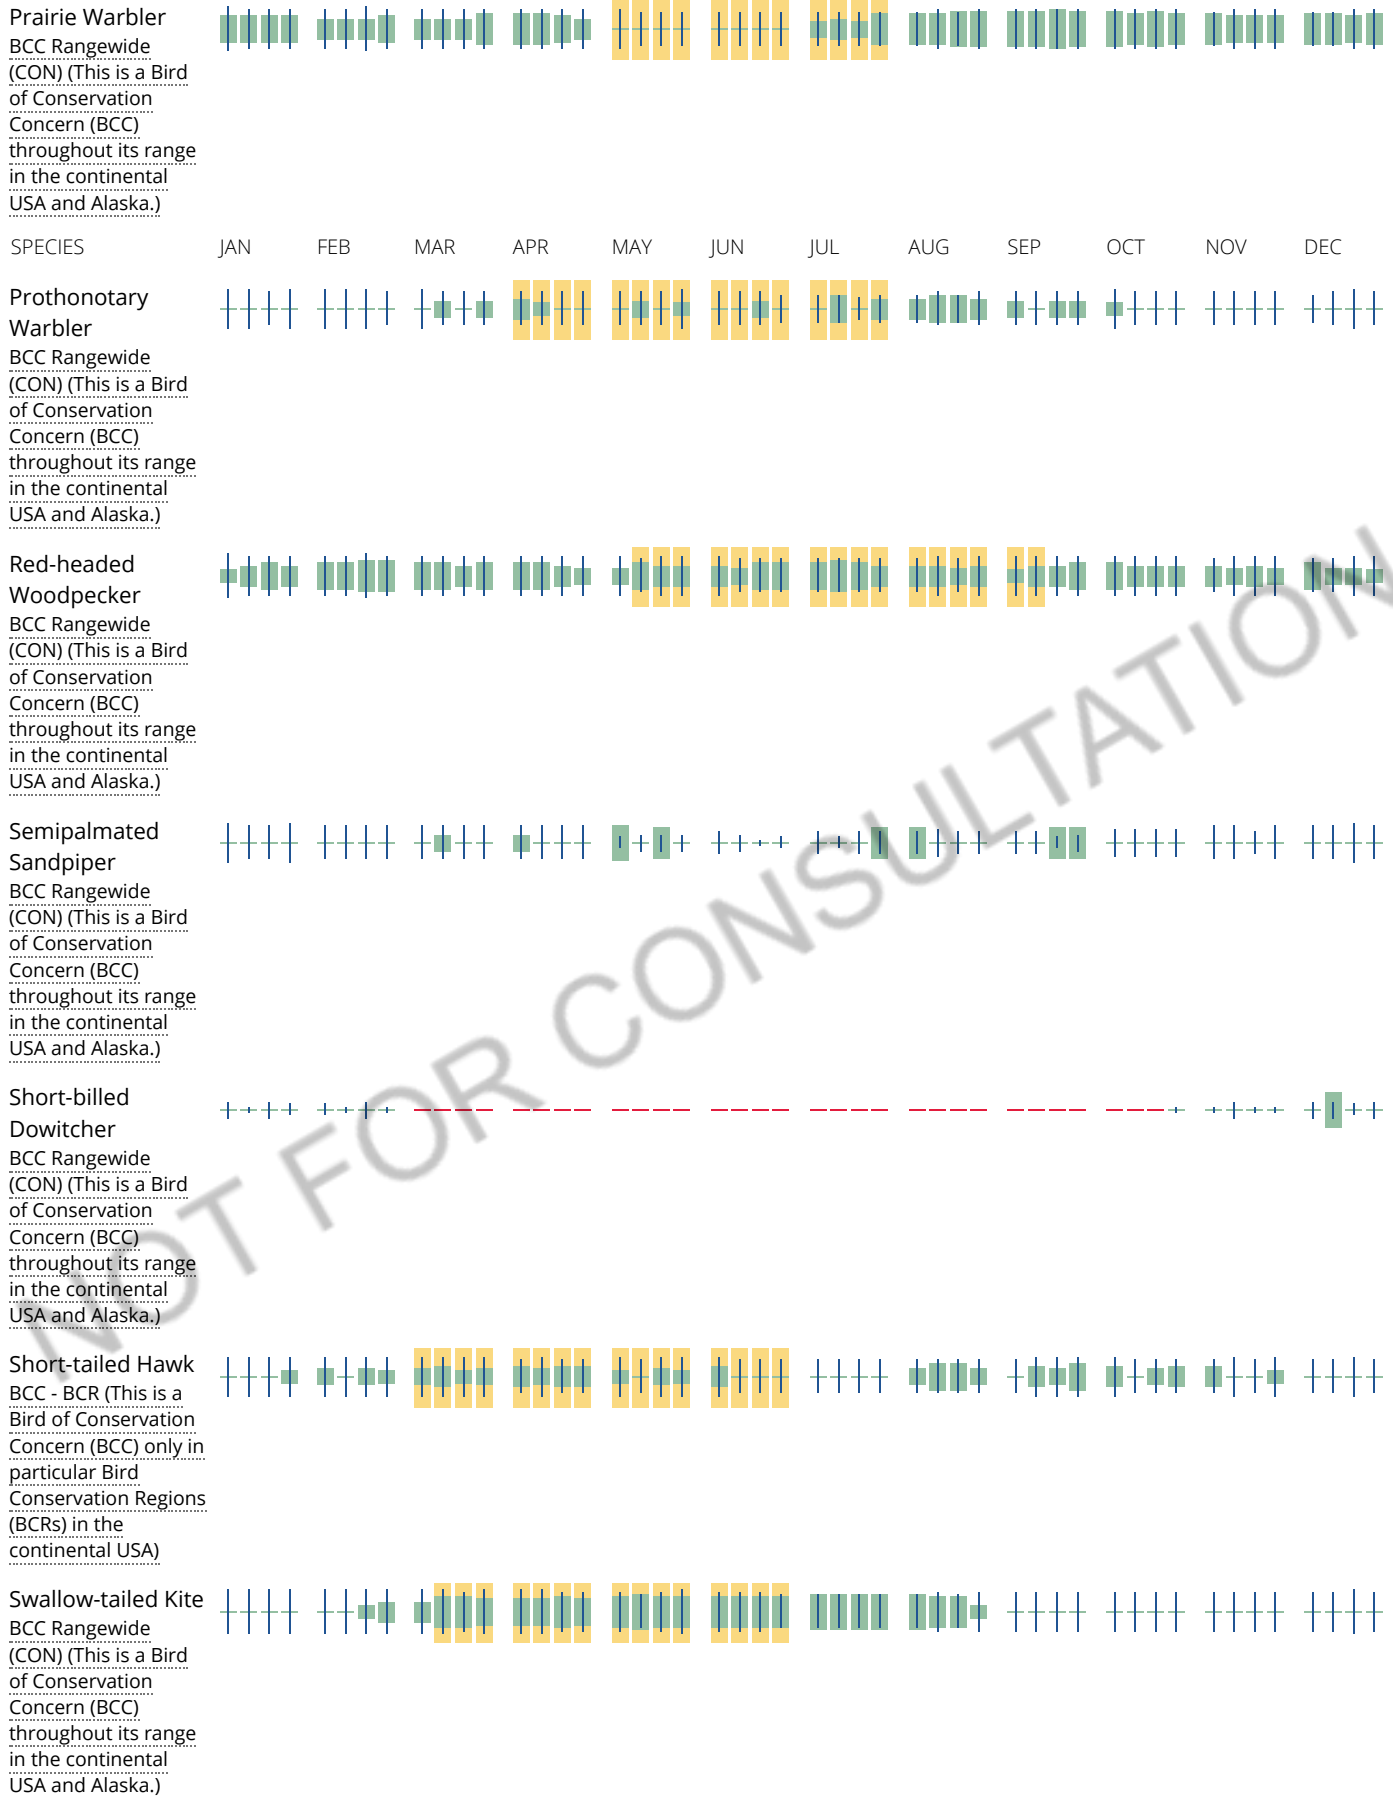 Prairie Warbler
BCC Rangewide
(CON) (This is a Bird
of Conservation
Concern (BCC)
throughout its range
in the continental
USA and Alaska.)
SPECIES JAN FEB MAR APR MAY JUN JUL AUG SEP OCT NOV DEC
Prothonotary
Warbler
BCC Rangewide
(CON) (This is a Bird
of Conservation
Concern (BCC)
throughout its range
in the continental
USA and Alaska.)
Red-headed
Woodpecker
BCC Rangewide
(CON) (This is a Bird
of Conservation
Concern (BCC)
throughout its range
in the continental
USA and Alaska.)
Semipalmated
Sandpiper
BCC Rangewide
(CON) (This is a Bird
of Conservation
Concern (BCC)
throughout its range
in the continental
USA and Alaska.)
Short-billed
Dowitcher
BCC Rangewide
(CON) (This is a Bird
of Conservation
Concern (BCC)
throughout its range
in the continental
USA and Alaska.)
Short-tailed Hawk
BCC - BCR (This is a
Bird of Conservation
Concern (BCC) only in
particular Bird
Conservation Regions
(BCRs) in the
continental USA)
Swallow-tailed Kite
BCC Rangewide
(CON) (This is a Bird
of Conservation
Concern (BCC)
throughout its range
in the continental
USA and Alaska.)
NOT FOR CONSULTATION